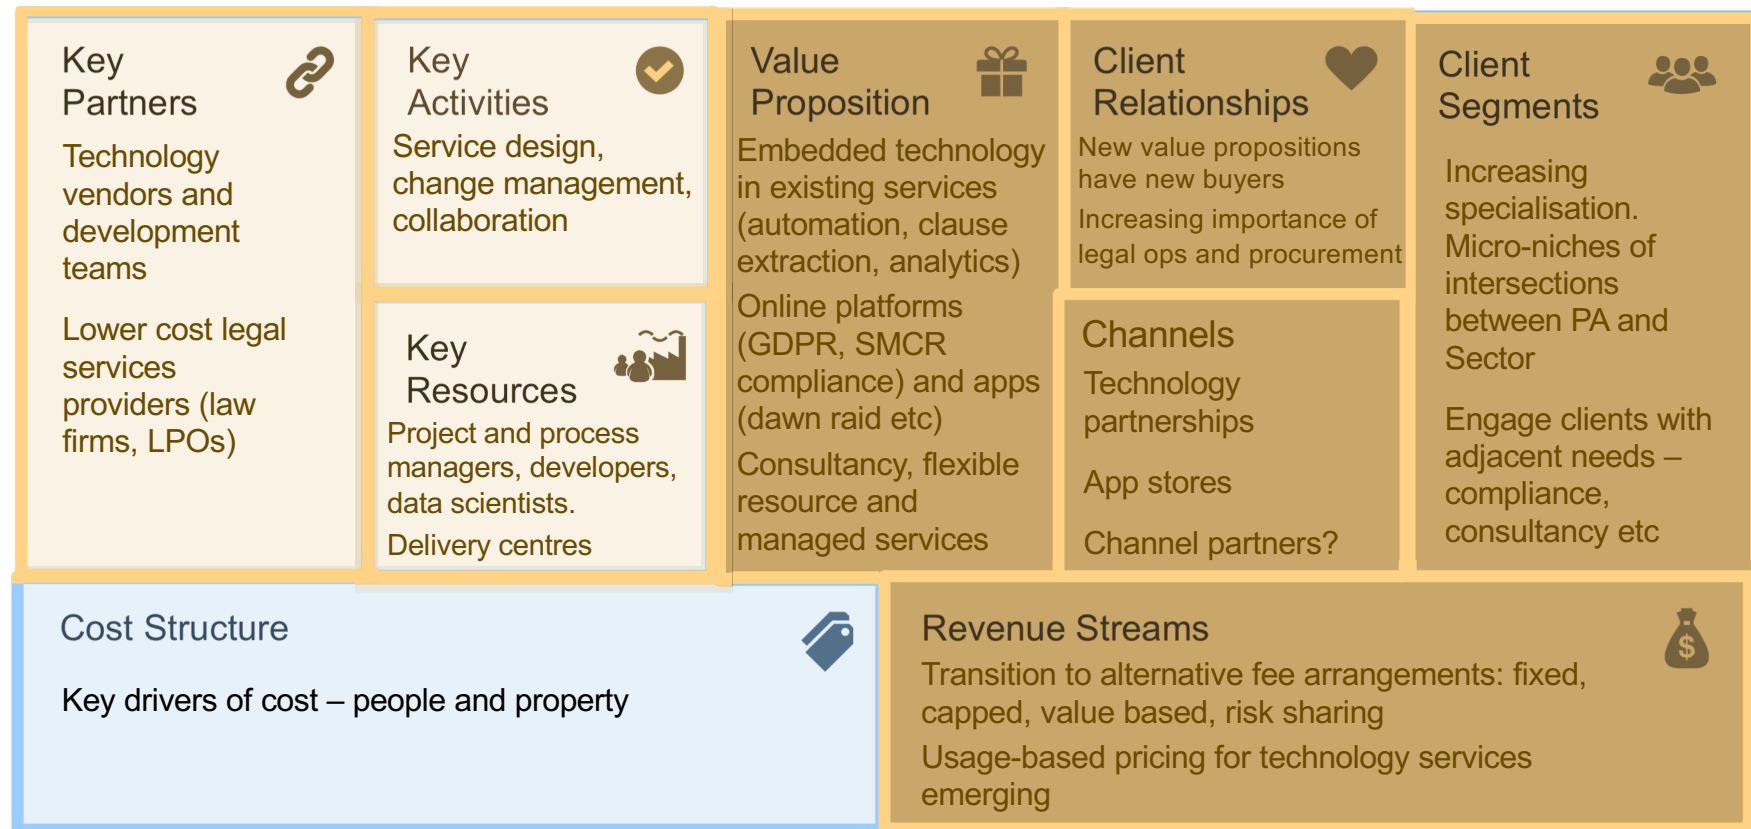 Key
Partners
Technology
vendors and
development
teams
Lower cost legal
services
providers (law
firms, LPOs)
Key
Activities
Service design,
change management,
collaboration
Key
Resources
Project and process
managers, developers,
data scientists.
Delivery centres
Value
Proposition
Embedded technology
in existing services
(automation, clause
extraction, analytics)
Online platforms
(GDPR, SMCR
compliance) and apps
(dawn raid etc)
Consultancy, flexible
resource and
managed services
Client
Relationships
New value propositions
have new buyers
Increasing importance of
legal ops and procurement
Channels
Technology
partnerships
App stores
Channel partners?
Client
Segments
Increasing
specialisation.
Micro-niches of
intersections
between PA and
Sector
Engage clients with
adjacent needs –
compliance,
consultancy etc
Cost Structure
Key drivers of cost – people and property
Revenue Streams
$
Transition to alternative fee arrangements: fixed,
capped, value based, risk sharing
Usage-based pricing for technology services
emerging